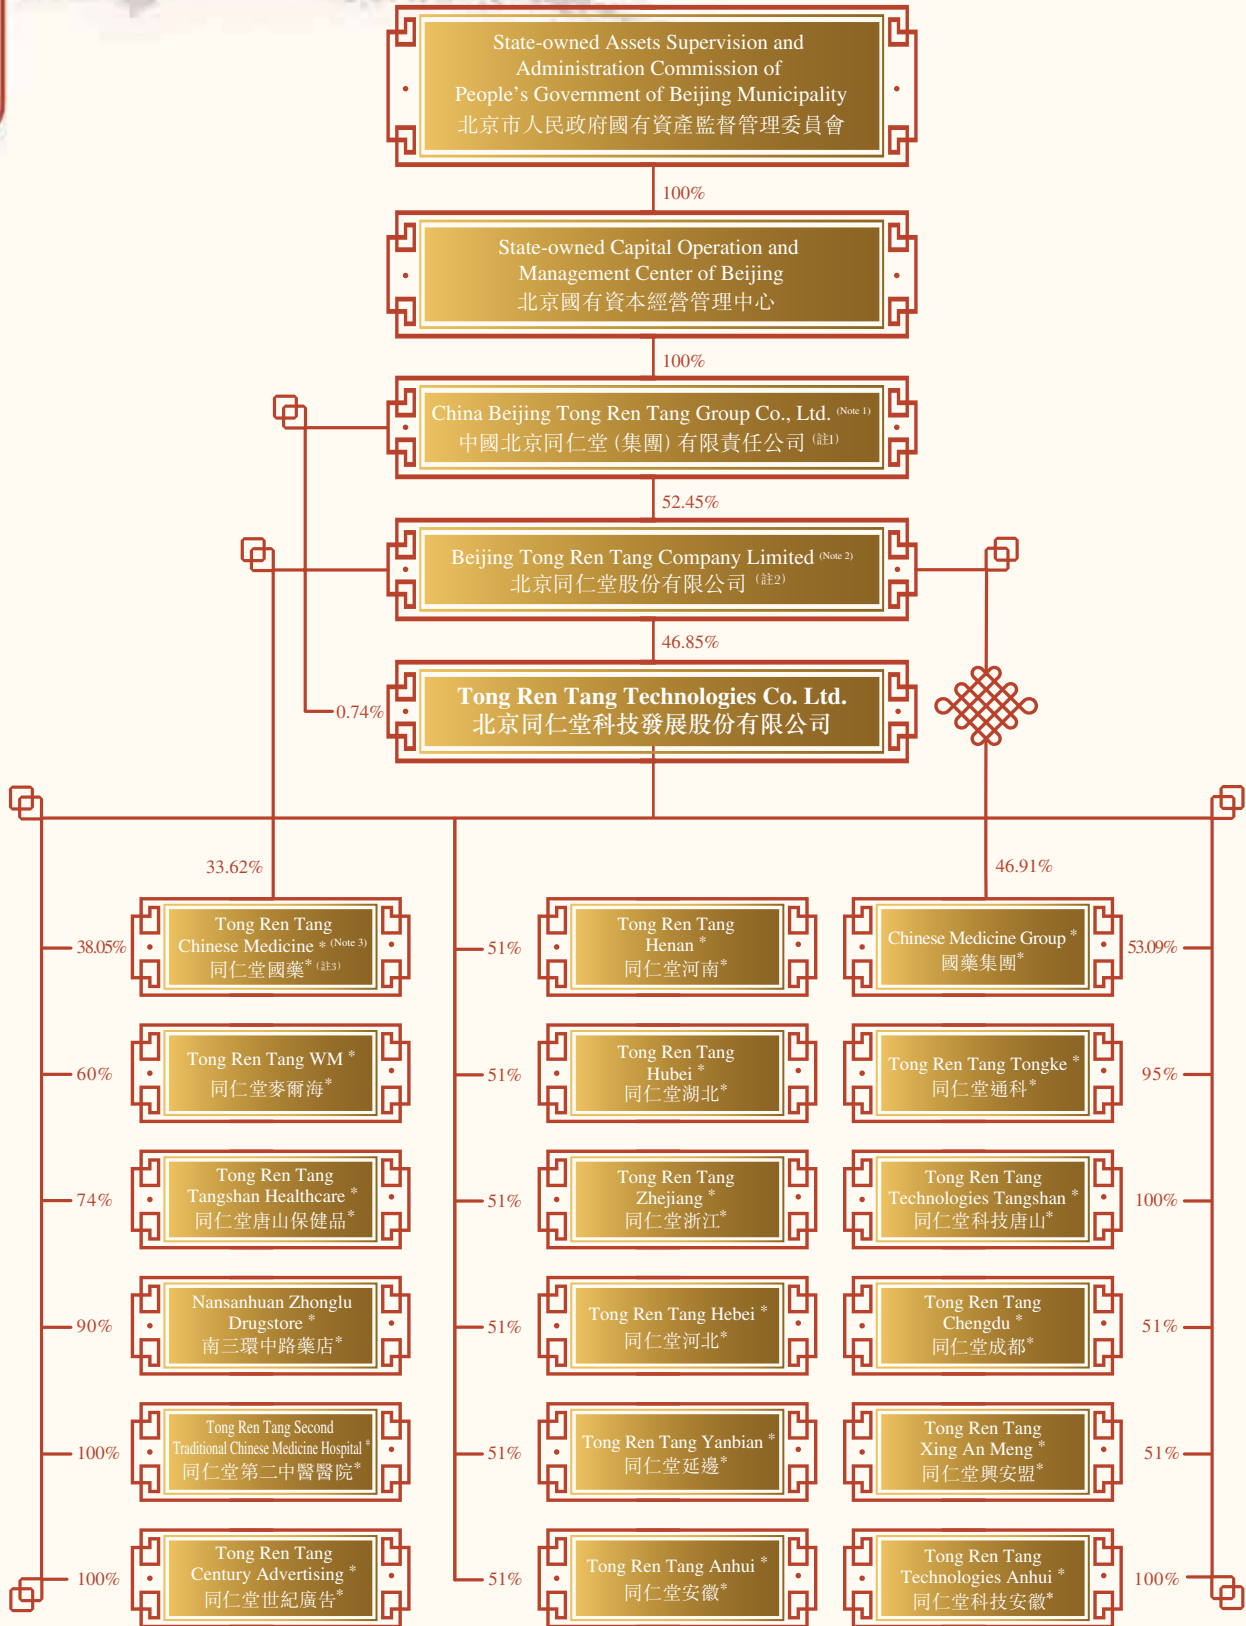 State-owned Assets Supervision and
Administration Commission of
People's Government of Beijing Municipality
北京市人民政府國有資產監督管理委員會
100%
State-owned Capital Operation and
Management Center of Beijing
北京國有資本經營管理中心
100%
China Beijing Tong Ren Tang Group Co., Ltd. (Note 1)
中國北京同仁堂 (集團) 有限責任公司 (註1)
52.45%
Beijing Tong Ren Tang Company Limited (Note 2)
北京同仁堂股份有限公司 (註2)
46.85%
Tong Ren Tang Technologies Co. Ltd.
北京同仁堂科技發展股份有限公司
0.74%
33.62%
46.91%
38.05%
Tong Ren Tang
Chinese Medicine * (Note 3)
同仁堂國藥* (註3)
51%
Tong Ren Tang
Henan *
同仁堂河南*
Chinese Medicine Group *
國藥集團*
53.09%
60%
Tong Ren Tang WM *
同仁堂麥爾海*
51%
Tong Ren Tang
Hubei *
同仁堂湖北*
Tong Ren Tang Tongke *
同仁堂通科*
95%
74%
Tong Ren Tang
Tangshan Healthcare *
同仁堂唐山保健品*
51%
Tong Ren Tang
Zhejiang *
同仁堂浙江*
Tong Ren Tang
Technologies Tangshan *
同仁堂科技唐山*
100%
90%
Nansanhuan Zhonglu
Drugstore *
南三環中路藥店*
51%
Tong Ren Tang Hebei *
同仁堂河北*
Tong Ren Tang
Chengdu *
同仁堂成都*
51%
100%
Tong Ren Tang Second
Traditional Chinese Medicine Hospital *
同仁堂第二中醫醫院*
51%
Tong Ren Tang Yanbian *
同仁堂延邊*
Tong Ren Tang
Xing An Meng *
同仁堂興安盟*
51%
100%
Tong Ren Tang
Century Advertising *
同仁堂世紀廣告*
51%
Tong Ren Tang Anhui *
同仁堂安徽*
Tong Ren Tang
Technologies Anhui *
同仁堂科技安徽*
100%